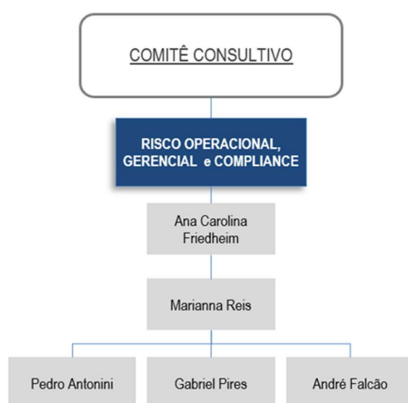 COMITÊ CONSULTIVO
RISCO OPERACIONAL,
GERENCIAL e COMPLIANCE
Ana Carolina
Friedheim
Marianna Reis
Pedro Antonini
Gabriel Pires
André Falcão